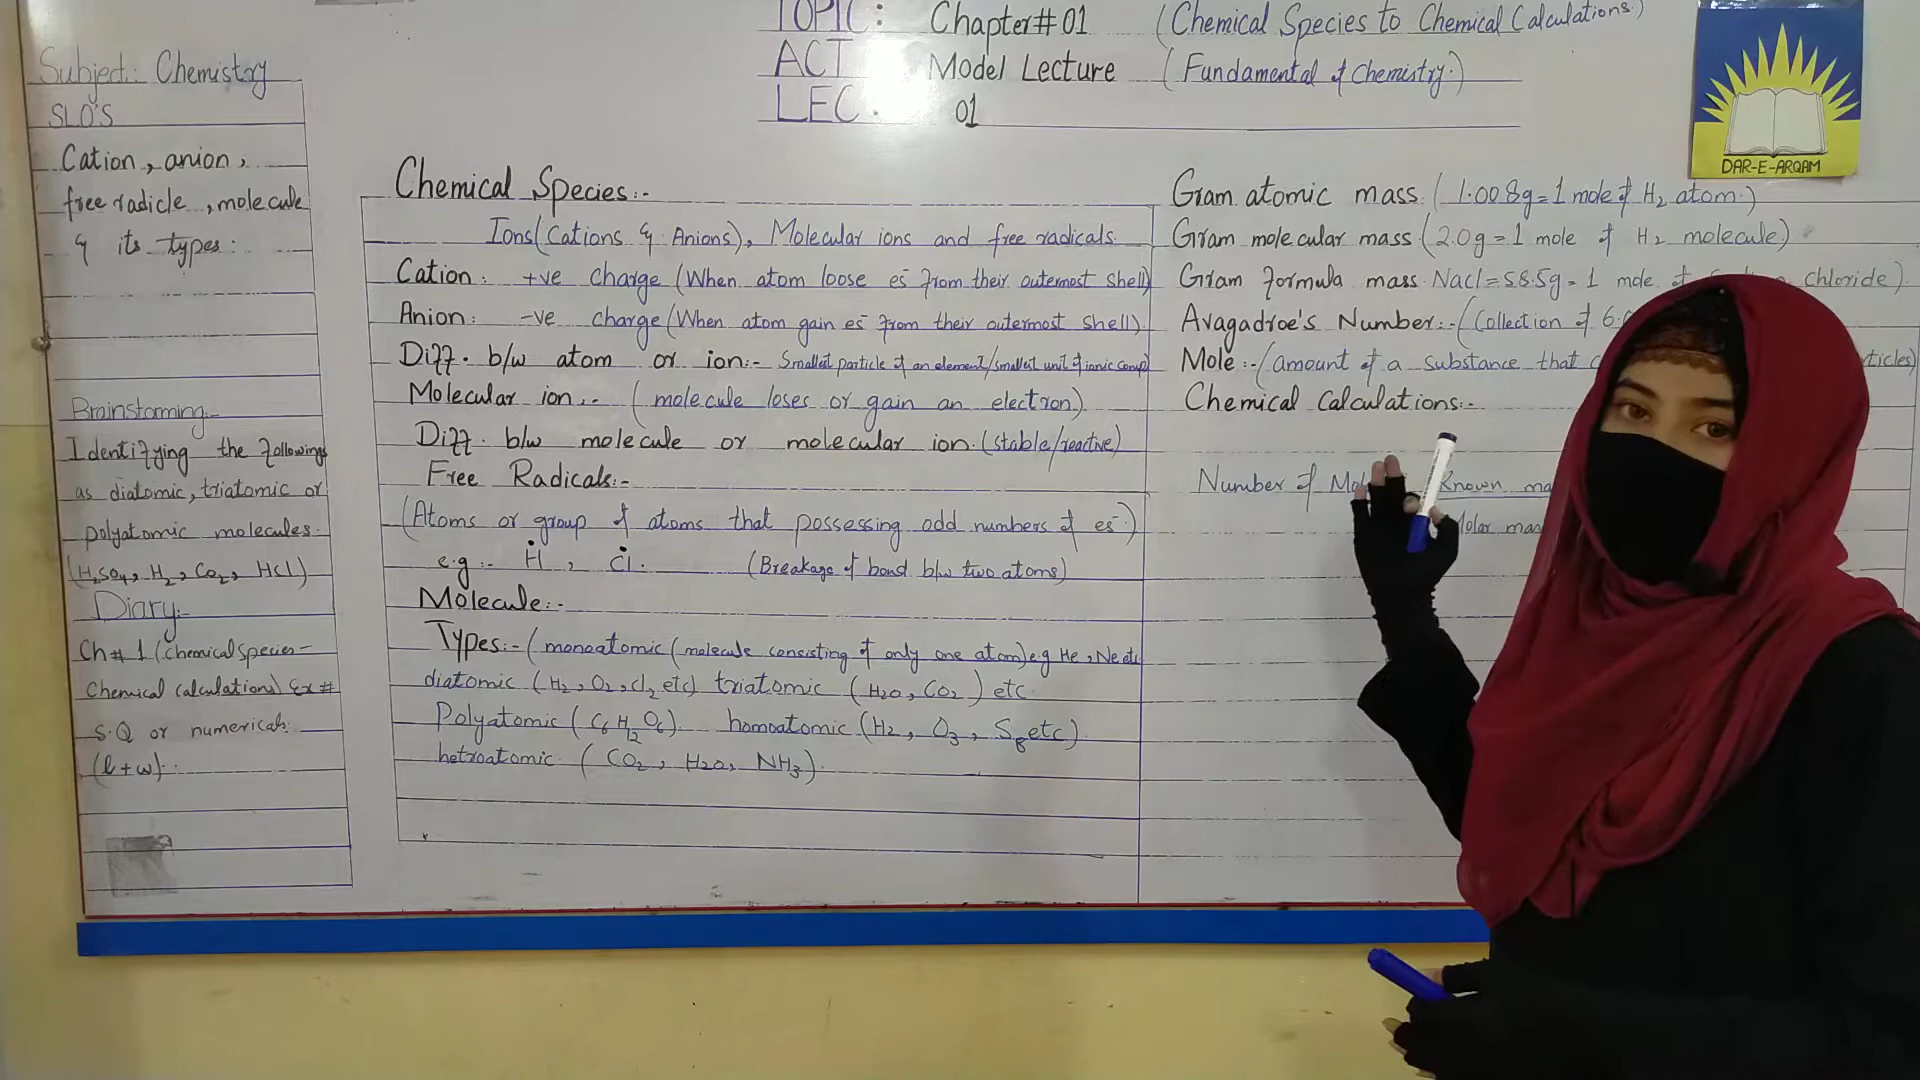 TOPIC: Chapter# 01 (Chemical Species to Chemical Calculations.)
ACT Model Lecture (Fundamental of Chemistry.)
LEC. 01
DAR-E-ARQAM
Subject: Chemistry
SLO'S
Cation, anion,
free radicle, molecule
& its types:
Brainstorming:-
Identifying the followings
as diatomic, triatomic or
polyatomic molecules.
(H2SO4, H2, CO2, HCl)
Diary:-
Ch# 1 (Chemical Species-
Chemical Calculations) Ex#
S.Q or numericals:
(l+w).
Chemical Species:-
Ions(Cations & Anions), Molecular ions and free radicals.
Cation: +ve charge (When atom loose es⁻ from their outermost shell)
Anion: -ve charge (When atom gain es⁻ from their outermost shell).
Diff. b/w atom or ion:- Smallest particle of an element/smallest unit of ionic comp)
Molecular ion:- (molecule loses or gain an electron).
Diff. b/w molecule or molecular ion. (stable/reactive)
Free Radicals:-
(Atoms or group of atoms that possessing odd numbers of es⁻)
e.g:- Ḣ, Ċl. (Breakage of bond b/w two atoms)
Molecule:-
Types:- (monoatomic (molecule consisting of only one atom) e.g He, Ne etc
diatomic (H2, O2, Cl2 etc) triatomic (H2O, CO2) etc.
Polyatomic (C6H12O6) homoatomic (H2, O3, S8 etc).
hetroatomic (CO2, H2O, NH3).
Gram atomic mass (1.008g = 1 mole of H2 atom.)
Gram molecular mass (2.0g = 1 mole of H2 molecule)
Gram formula mass NaCl = 58.5g = 1 mole of chloride).
Avagadroe's Number:- (Collection of 6.
Mole:- (amount of a substance that ticles)
Chemical Calculations:-
Number of Known
Molar